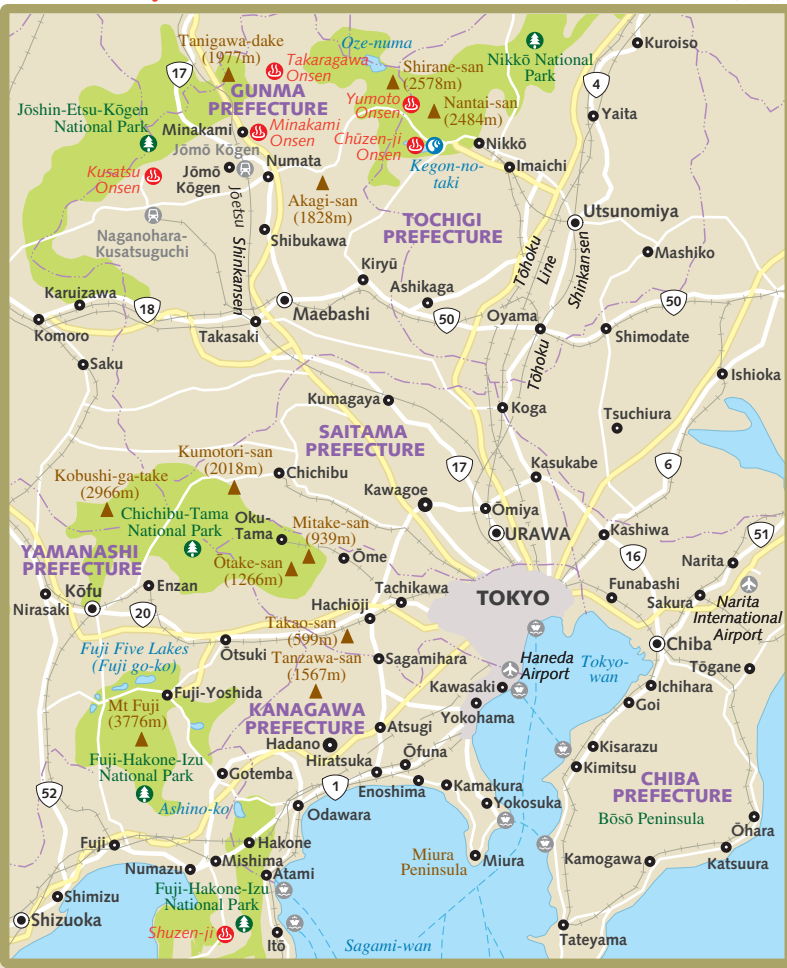 Tanigawa-dake
(1977m)
Takaragawa
Onsen
Oze-numa
Shirane-san
(2578m)
Nikkō National
Park
Kuroiso
17
GUNMA
PREFECTURE
Yumoto
Onsen
Nantai-san
(2484m)
4
Yaita
Jōshin-Etsu-Kōgen
National Park
Minakami
Minakami
Onsen
Chūzen-ji
Onsen
Nikkō
Jōmō Kōgen
Kegon-no-
taki
Imaichi
Kusatsu
Onsen
Jōmō
Kōgen
Numata
Akagi-san
(1828m)
Jōetsu Shinkansen
TOCHIGI
PREFECTURE
Utsunomiya
Naganohara-
Kusatsuguchi
Shibukawa
Tōhoku
Line
Tōhoku Shinkansen
Mashiko
Kiryū
Ashikaga
Karuizawa
18
Maebashi
50
Oyama
50
Komoro
Takasaki
Shimodate
Saku
Ishioka
Kumagaya
Koga
Tsuchiura
SAITAMA
PREFECTURE
Kumotori-san
(2018m)
Kobushi-ga-take
(2966m)
Chichibu
17
Kasukabe
6
Kawagoe
Chichibu-Tama
National Park
Oku-
Tama
Mitake-san
(939m)
Ōmiya
URAWA
Kashiwa
51
YAMANASHI
PREFECTURE
Ōtake-san
(1266m)
Ōme
16
Narita
Kōfu
Enzan
Tachikawa
TOKYO
Funabashi
Sakura
Narita
International
Airport
Nirasaki
20
Hachiōji
Takao-san
(599m)
Chiba
Fuji Five Lakes
(Fuji go-ko)
Ōtsuki
Tanzawa-san
(1567m)
Sagamihara
Haneda
Airport
Tokyo-
wan
Tōgane
Fuji-Yoshida
Kawasaki
Ichihara
Mt Fuji
(3776m)
KANAGAWA
PREFECTURE
Yokohama
Goi
Atsugi
Hadano
Fuji-Hakone-Izu
National Park
Hiratsuka
Ōfuna
Kisarazu
Gotemba
Kimitsu
52
1
Enoshima
Kamakura
CHIBA
PREFECTURE
Ashino-ko
Odawara
Yokosuka
Bōsō Peninsula
Ōhara
Fuji
Hakone
Katsuura
Mishima
Miura
Peninsula
Miura
Kamogawa
Numazu
Atami
Fuji-Hakone-Izu
National Park
Shimizu
Shizuoka
Shuzen-ji
Itō
Sagami-wan
Tateyama